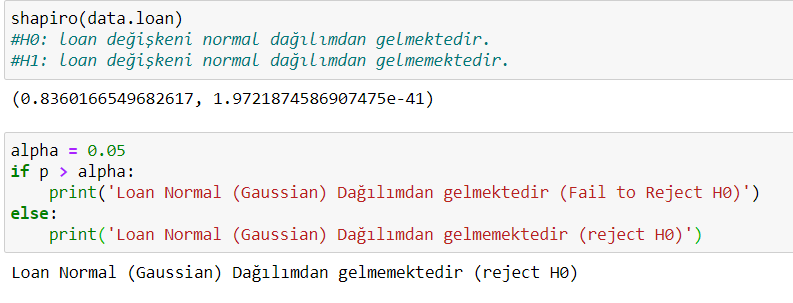 shapiro(data.loan)
#H0: loan değişkeni normal dağılımdan gelmektedir.
#H1: loan değişkeni normal dağılımdan gelmemektedir.
(0.8360166549682617, 1.9721874586907475e-41)
alpha = 0.05
if p > alpha:
    print('Loan Normal (Gaussian) Dağılımdan gelmektedir (Fail to Reject H0)')
else:
    print('Loan Normal (Gaussian) Dağılımdan gelmemektedir (reject H0)')
Loan Normal (Gaussian) Dağılımdan gelmemektedir (reject H0)